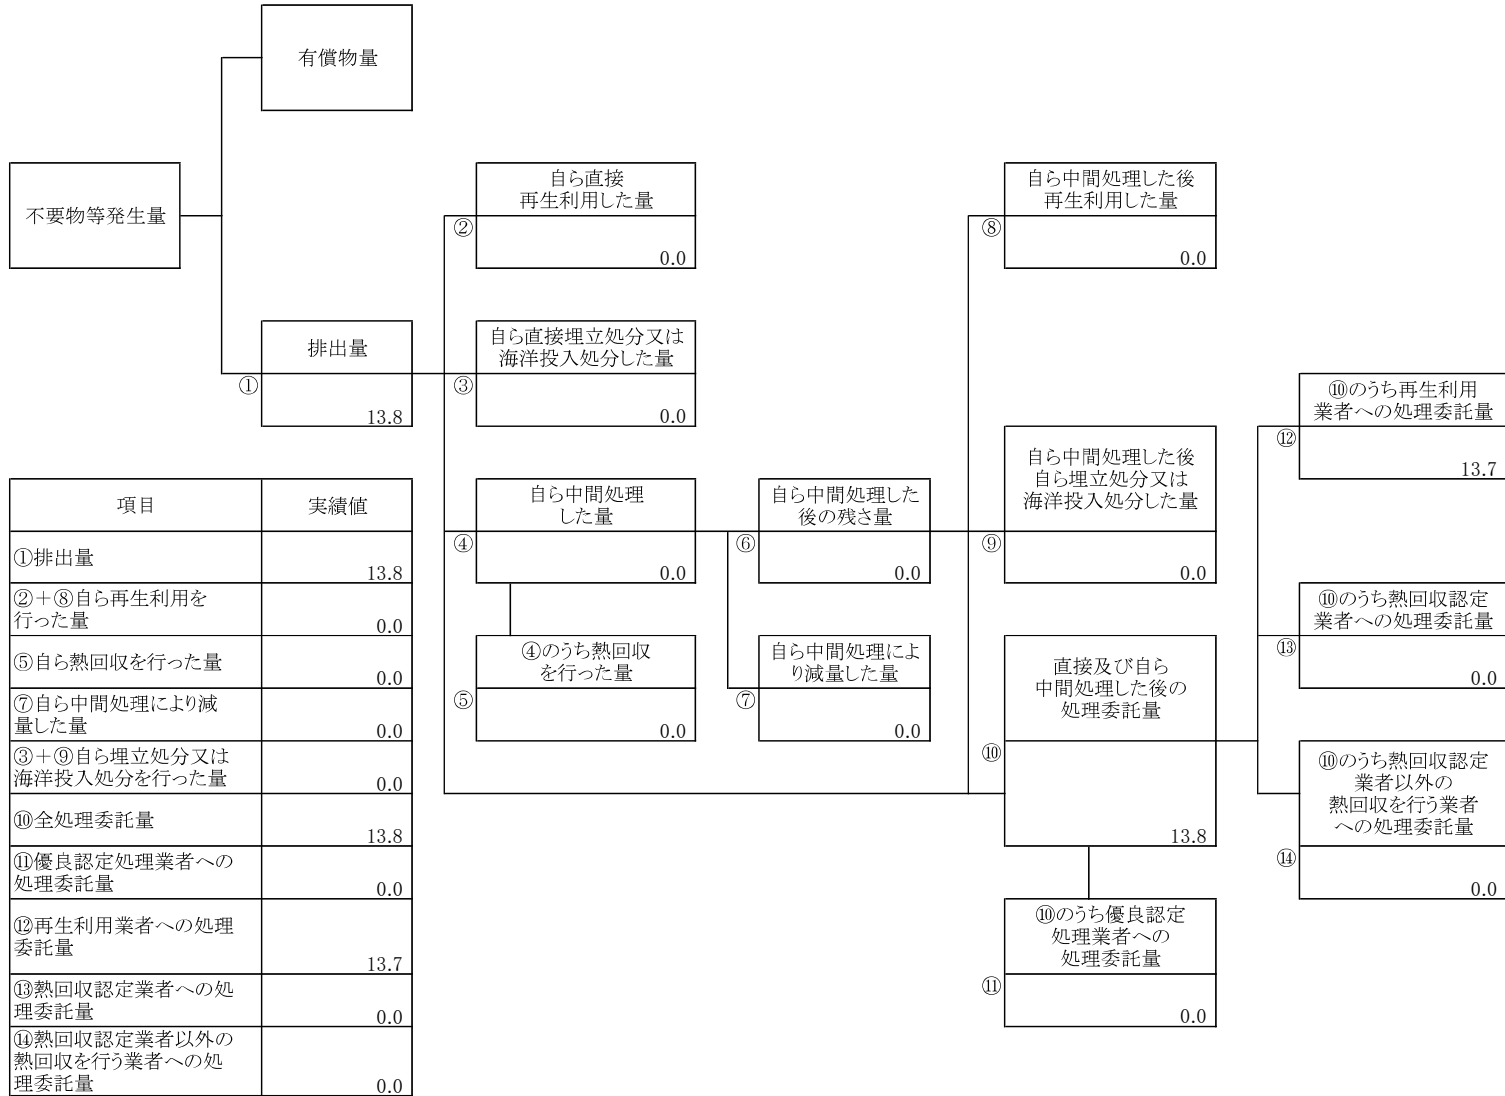 有償物量
不要物等発生量
自ら直接
再生利用した量
②
0.0
自ら中間処理した後
再生利用した量
⑧
0.0
排出量
①
13.8
自ら直接埋立処分又は
海洋投入処分した量
③
0.0
⑩のうち再生利用
業者への処理委託量
⑫
13.7
自ら中間処理
した量
④
0.0
自ら中間処理した
後の残さ量
⑥
0.0
自ら中間処理した後
自ら埋立処分又は
海洋投入処分した量
⑨
0.0
⑩のうち熱回収認定
業者への処理委託量
⑬
0.0
④のうち熱回収
を行った量
⑤
0.0
自ら中間処理によ
り減量した量
⑦
0.0
直接及び自ら
中間処理した後の
処理委託量
⑩
13.8
⑩のうち熱回収認定
業者以外の
熱回収を行う業者
への処理委託量
⑭
0.0
⑩のうち優良認定
処理業者への
処理委託量
⑪
0.0
項目 実績値
①排出量
13.8
②＋⑧自ら再生利用を
行った量
0.0
⑤自ら熱回収を行った量
0.0
⑦自ら中間処理により減
量した量
0.0
③＋⑨自ら埋立処分又は
海洋投入処分を行った量
0.0
⑩全処理委託量
13.8
⑪優良認定処理業者への
処理委託量
0.0
⑫再生利用業者への処理
委託量
13.7
⑬熱回収認定業者への処
理委託量
0.0
⑭熱回収認定業者以外の
熱回収を行う業者への処
理委託量
0.0